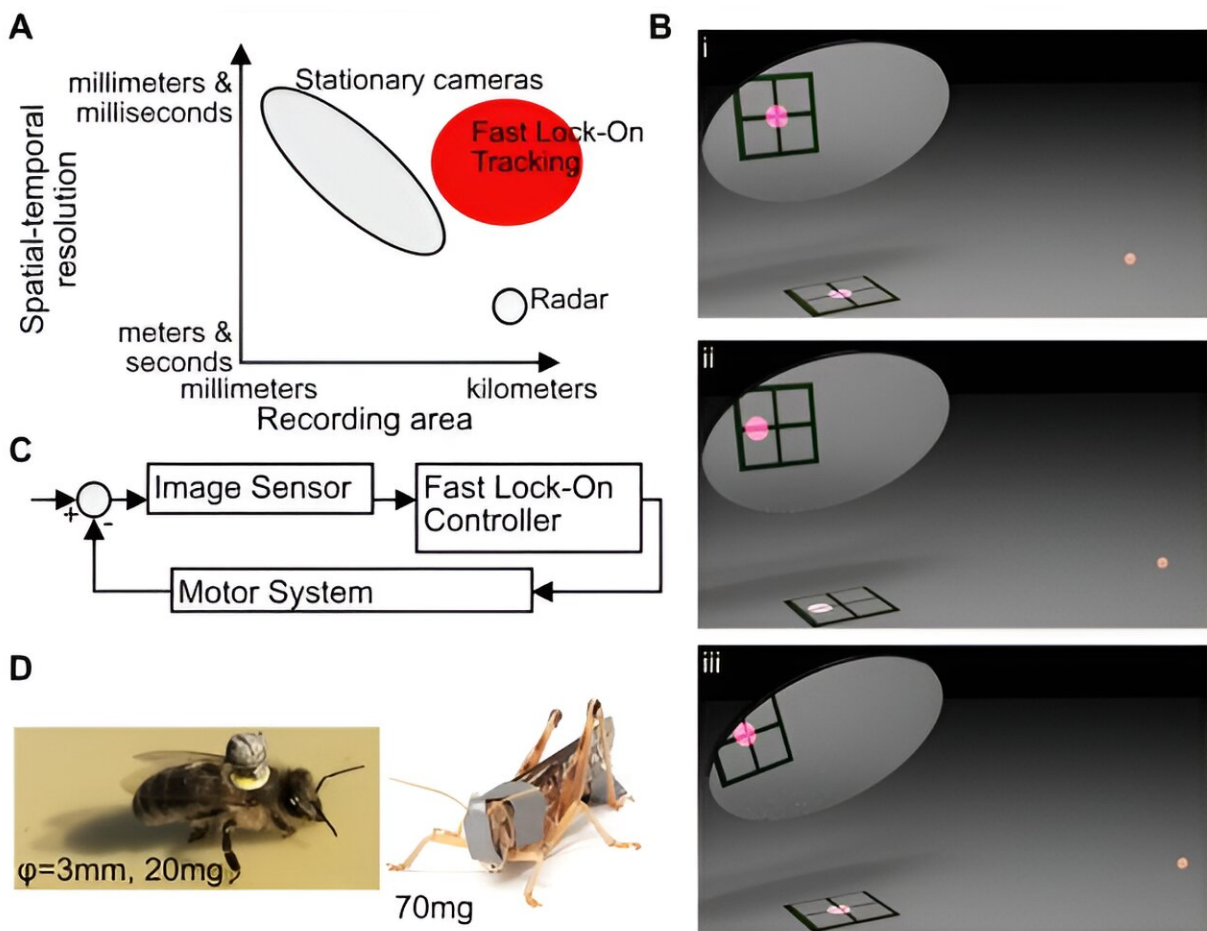 A
millimeters &
milliseconds
Stationary cameras
Fast Lock-On
Tracking
Spatial-temporal
resolution
Radar
meters &
seconds
millimeters
kilometers
Recording area
B
i
ii
iii
C
Image Sensor
Fast Lock-On
Controller
+
-
Motor System
D
φ=3mm, 20mg
70mg